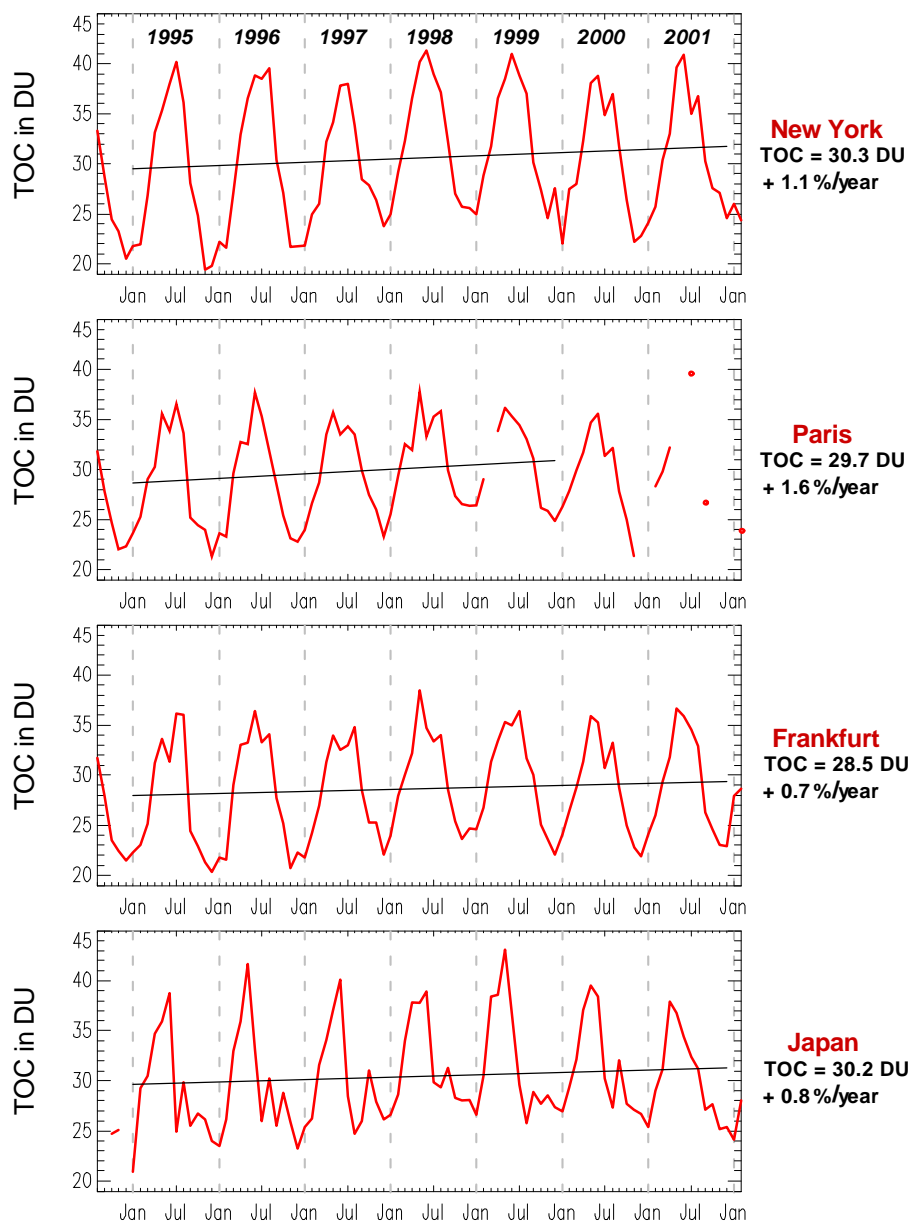 1995 1996 1997 1998 1999 2000 2001
TOC in DU
45
40
35
30
25
20
Jan Jul Jan Jul Jan Jul Jan Jul Jan Jul Jan Jul Jan Jul Jan
New York
TOC = 30.3 DU
+ 1.1 %/year
TOC in DU
45
40
35
30
25
20
Jan Jul Jan Jul Jan Jul Jan Jul Jan Jul Jan Jul Jan Jul Jan
Paris
TOC = 29.7 DU
+ 1.6 %/year
TOC in DU
45
40
35
30
25
20
Jan Jul Jan Jul Jan Jul Jan Jul Jan Jul Jan Jul Jan Jul Jan
Frankfurt
TOC = 28.5 DU
+ 0.7 %/year
TOC in DU
45
40
35
30
25
20
Jan Jul Jan Jul Jan Jul Jan Jul Jan Jul Jan Jul Jan Jul Jan
Japan
TOC = 30.2 DU
+ 0.8 %/year